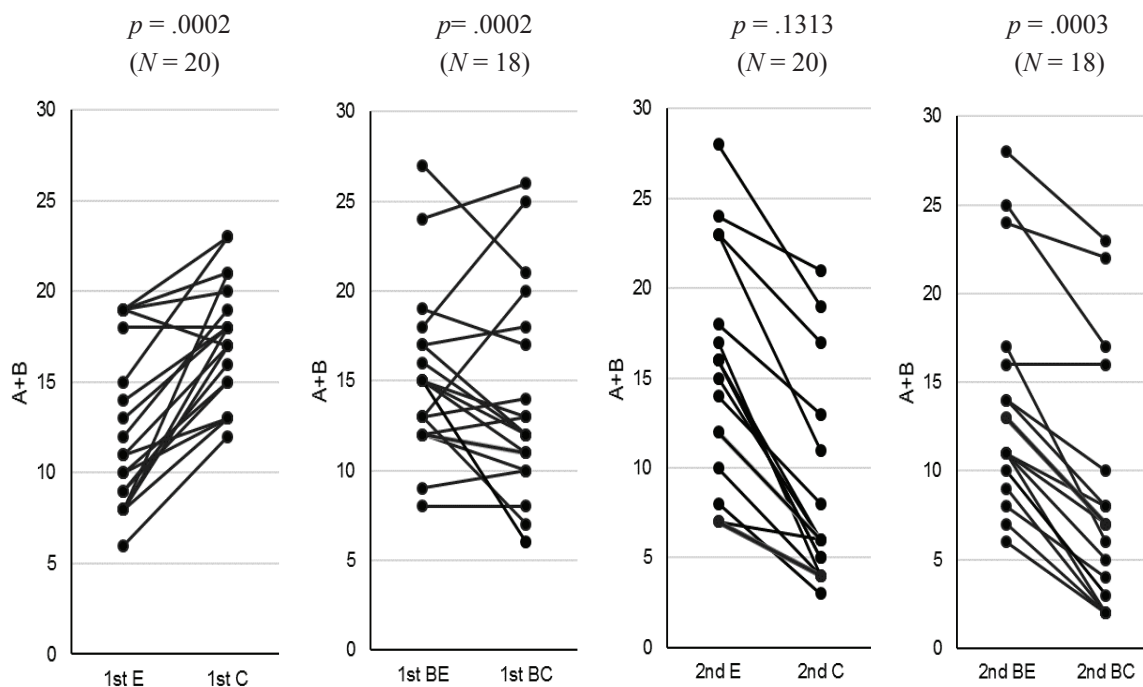 p = .0002
(N = 20)
A+B
30
25
20
15
10
5
0
1st E 1st C
p= .0002
(N = 18)
A+B
30
25
20
15
10
5
0
1st BE 1st BC
p = .1313
(N = 20)
A+B
30
25
20
15
10
5
0
2nd E 2nd C
p = .0003
(N = 18)
A+B
30
25
20
15
10
5
0
2nd BE 2nd BC